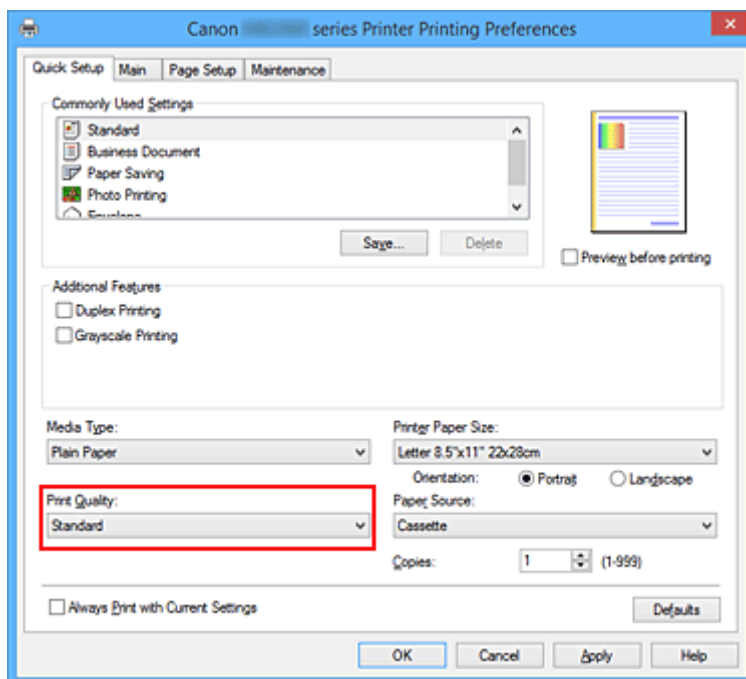 Canon series Printer Printing Preferences
Quick Setup Main Page Setup Maintenance
Commonly Used Settings
Standard
Business Document
Paper Saving
Photo Printing
Envelope
Save... Delete
Preview before printing
Additional Features
Duplex Printing
Grayscale Printing
Media Type:
Printer Paper Size:
Plain Paper
Letter 8.5"x11" 22x28cm
Orientation: Portrait Landscape
Print Quality:
Paper Source:
Standard
Cassette
Copies: 1 (1-999)
Always Print with Current Settings
Defaults
OK Cancel Apply Help